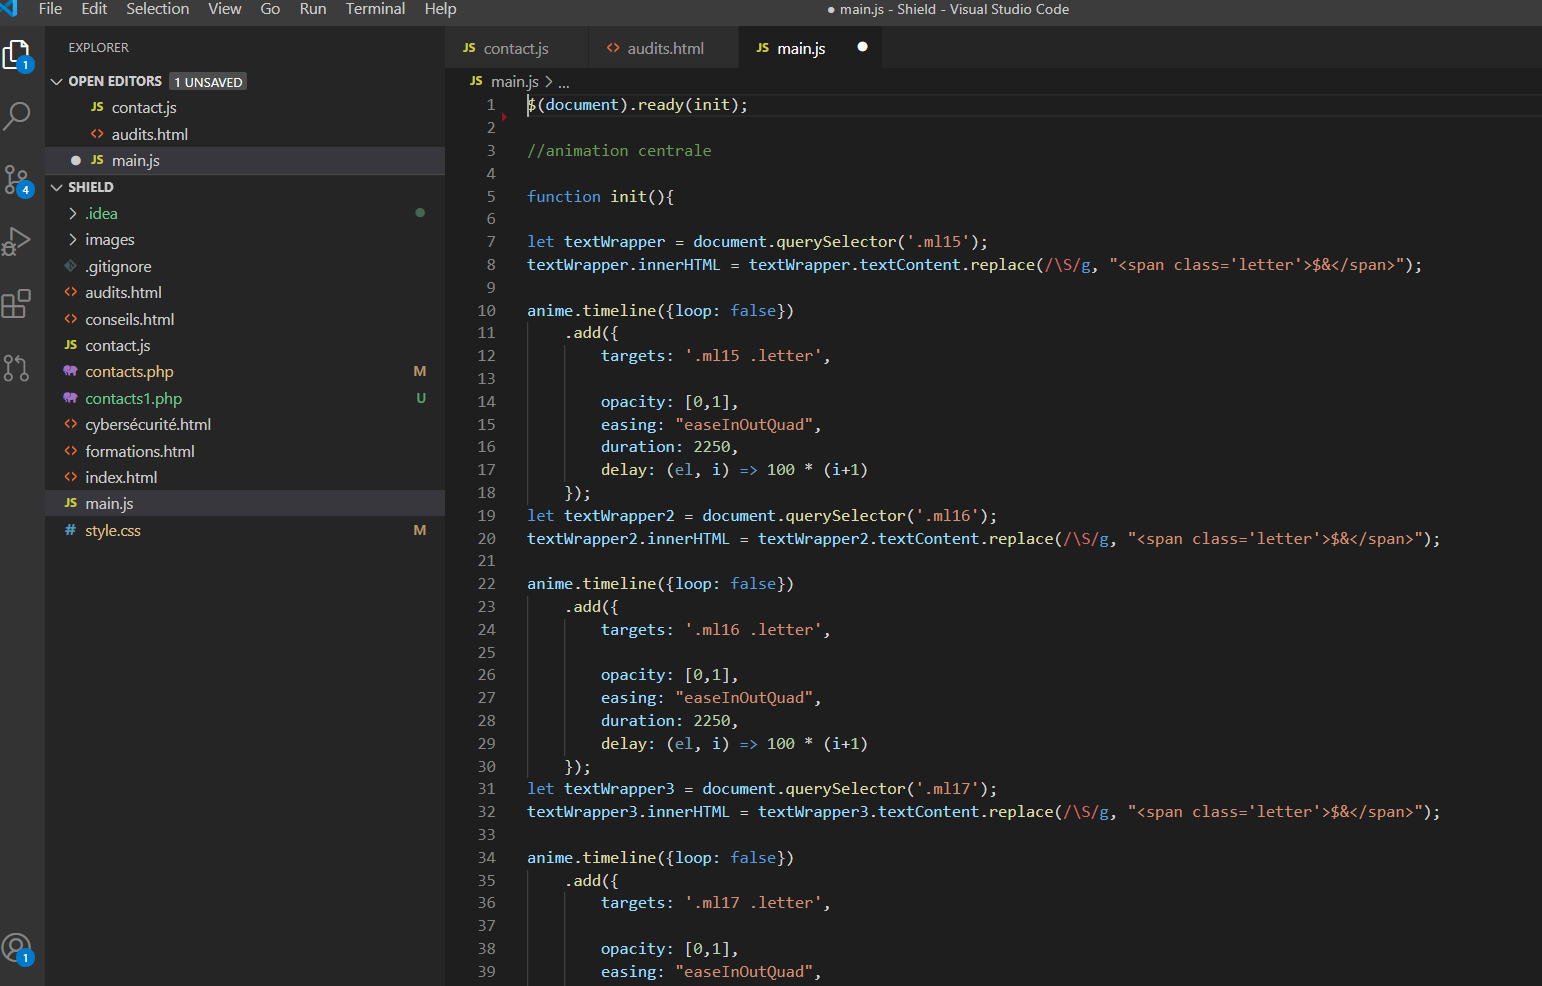 File Edit Selection View Go Run Terminal Help
● main.js - Shield - Visual Studio Code
EXPLORER
OPEN EDITORS 1 UNSAVED
JS contact.js
<> audits.html
● JS main.js
SHIELD
.idea
images
.gitignore
<> audits.html
<> conseils.html
JS contact.js
contacts.php M
contacts1.php U
<> cybersécurité.html
<> formations.html
<> index.html
JS main.js
# style.css M
1
4
1
JS contact.js <> audits.html JS main.js ●
JS main.js > ...
1 $(document).ready(init);
2
3 //animation centrale
4
5 function init(){
6
7 let textWrapper = document.querySelector('.ml15');
8 textWrapper.innerHTML = textWrapper.textContent.replace(/\S/g, "<span class='letter'>$&</span>");
9
10 anime.timeline({loop: false})
11 .add({
12 targets: '.ml15 .letter',
13
14 opacity: [0,1],
15 easing: "easeInOutQuad",
16 duration: 2250,
17 delay: (el, i) => 100 * (i+1)
18 });
19 let textWrapper2 = document.querySelector('.ml16');
20 textWrapper2.innerHTML = textWrapper2.textContent.replace(/\S/g, "<span class='letter'>$&</span>");
21
22 anime.timeline({loop: false})
23 .add({
24 targets: '.ml16 .letter',
25
26 opacity: [0,1],
27 easing: "easeInOutQuad",
28 duration: 2250,
29 delay: (el, i) => 100 * (i+1)
30 });
31 let textWrapper3 = document.querySelector('.ml17');
32 textWrapper3.innerHTML = textWrapper3.textContent.replace(/\S/g, "<span class='letter'>$&</span>");
33
34 anime.timeline({loop: false})
35 .add({
36 targets: '.ml17 .letter',
37
38 opacity: [0,1],
39 easing: "easeInOutQuad",